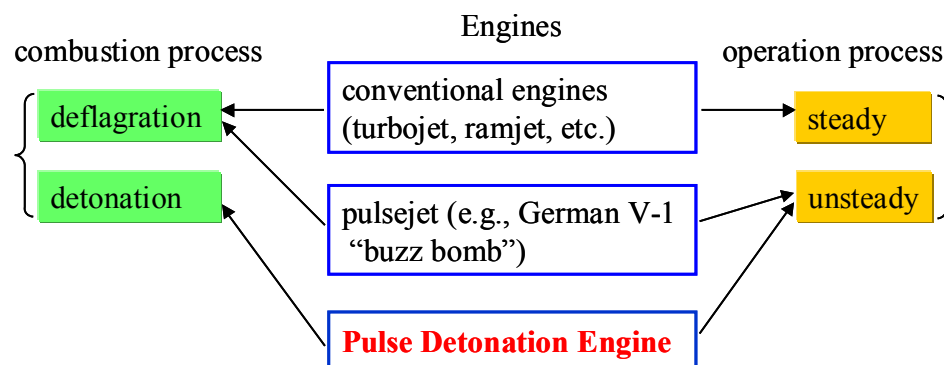 Engines
combustion process
operation process
conventional engines
(turbojet, ramjet, etc.)
deflagration
steady
detonation
pulsejet (e.g., German V-1
“buzz bomb”)
unsteady
Pulse Detonation Engine